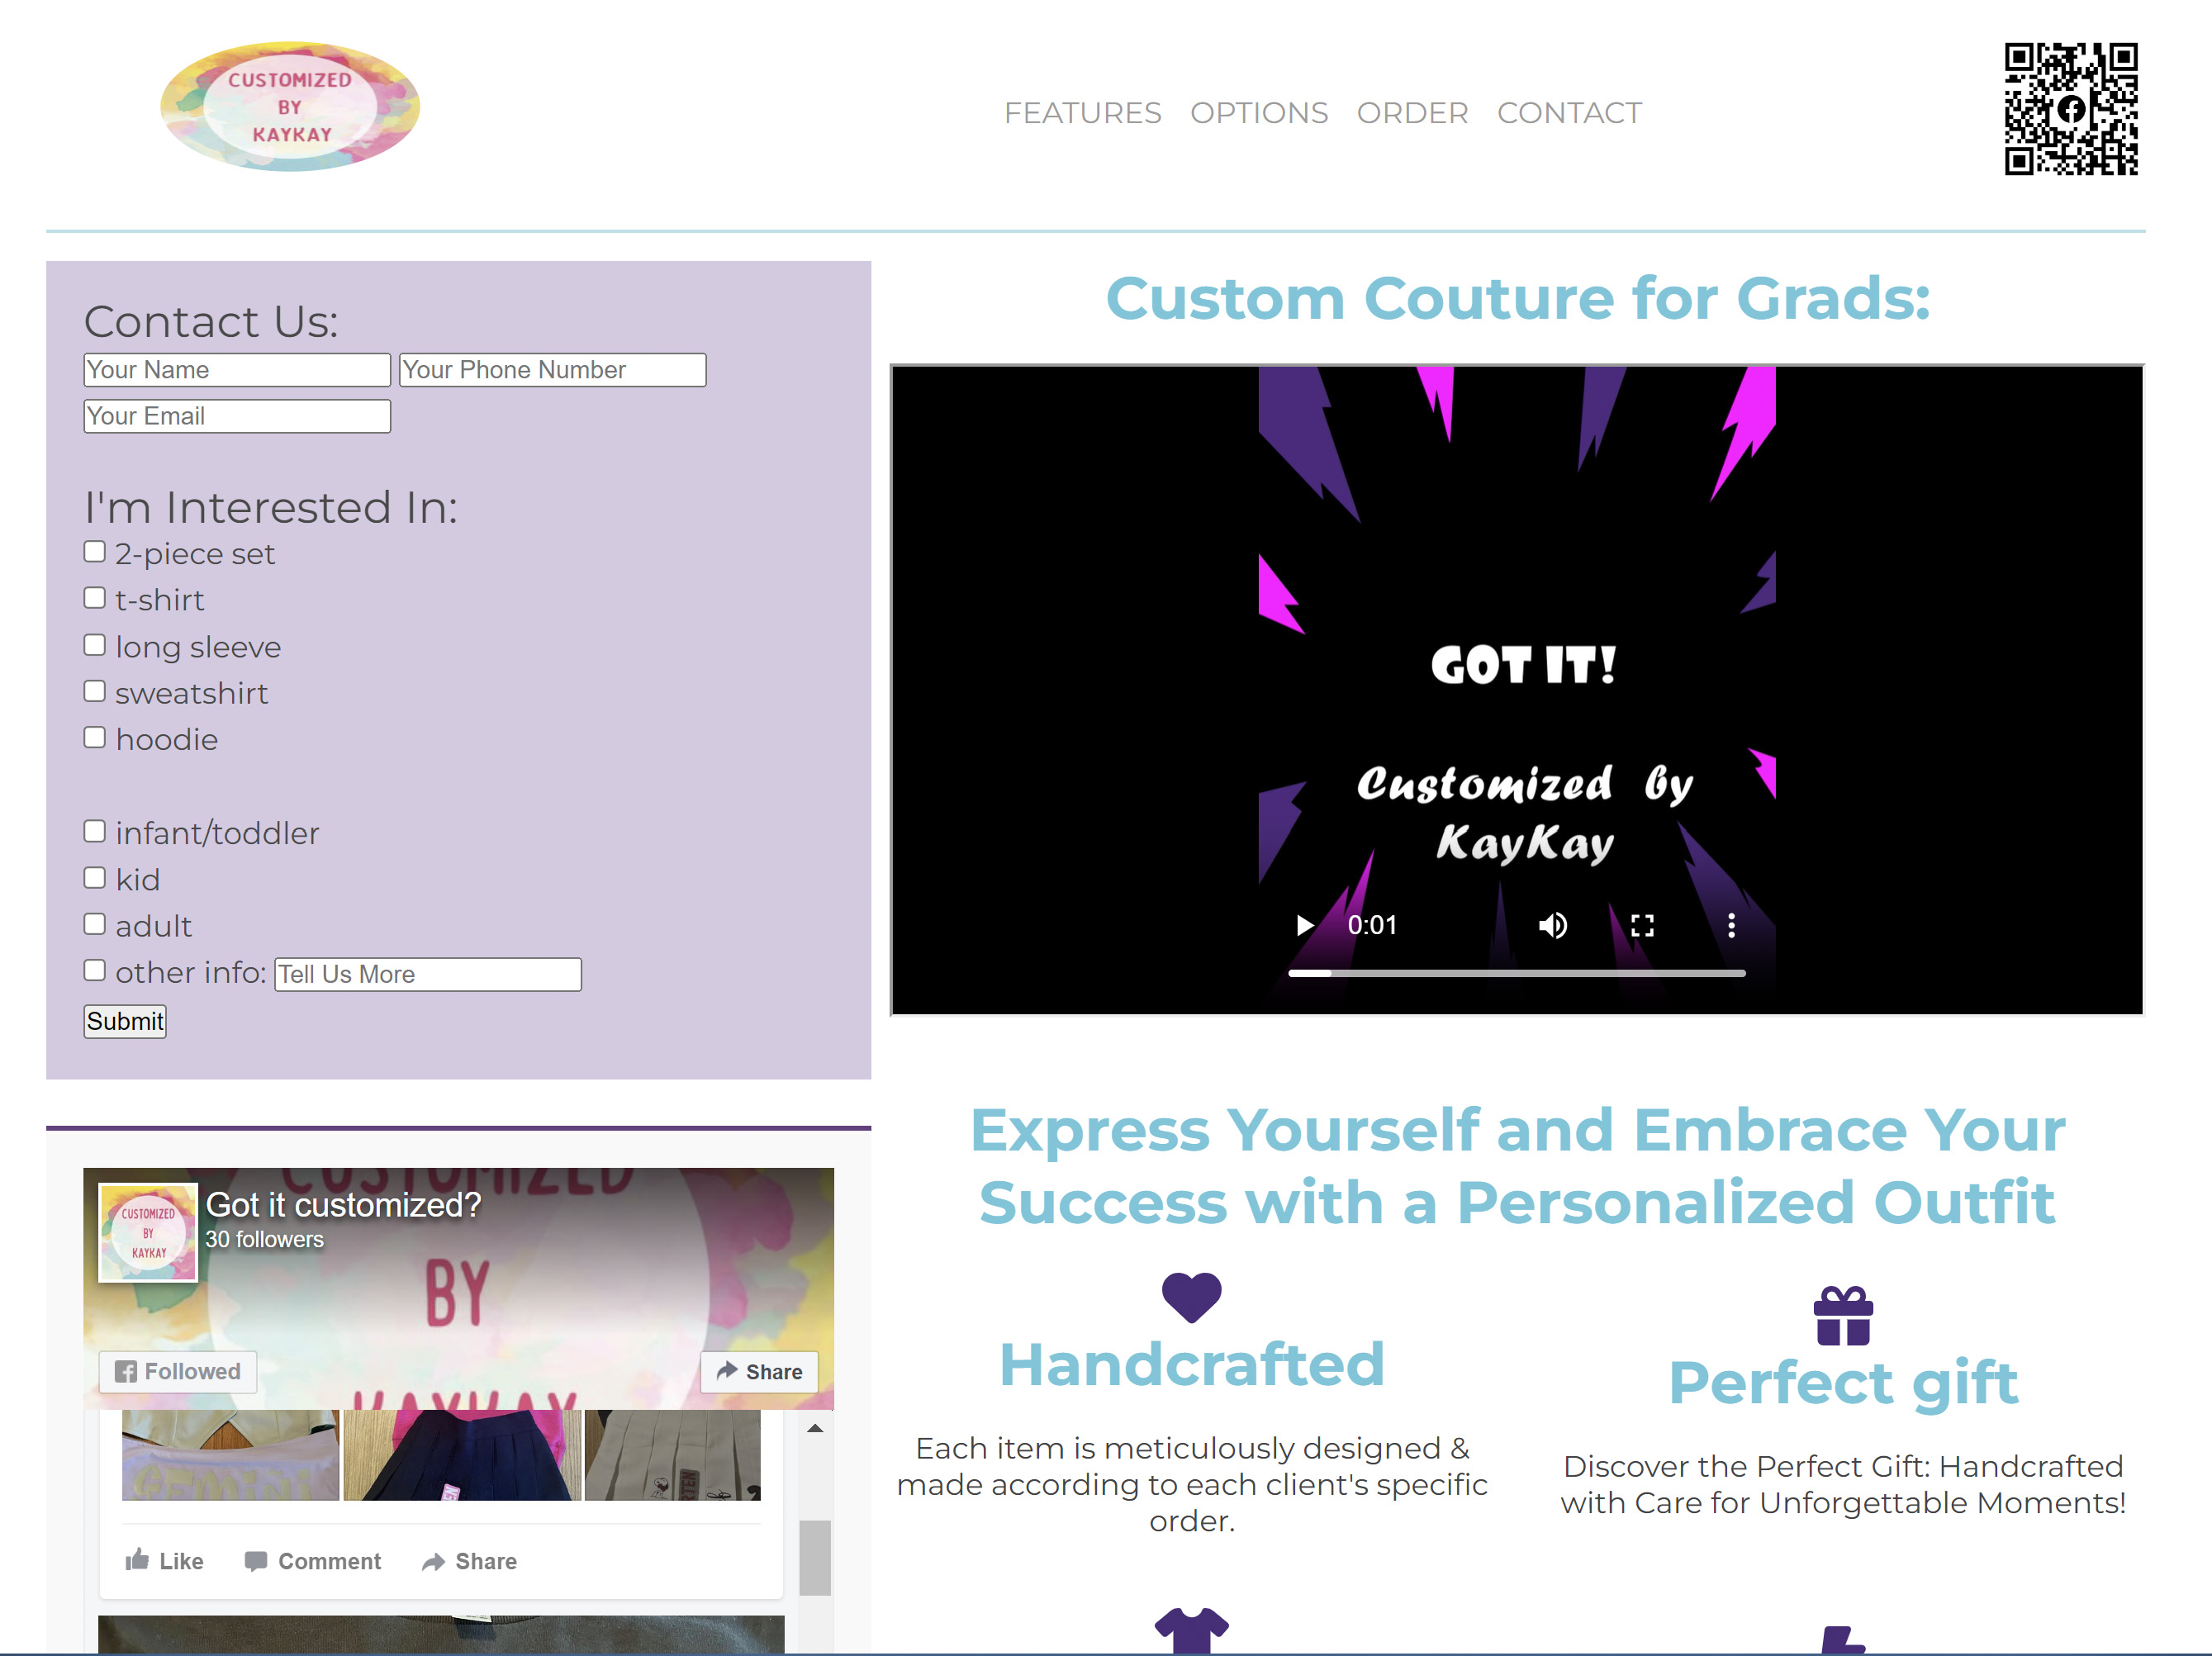 CUSTOMIZED
BY
KAYKAY
FEATURES OPTIONS ORDER CONTACT
Contact Us:
Your Name Your Phone Number
Your Email
I'm Interested In:
2-piece set
t-shirt
long sleeve
sweatshirt
hoodie
infant/toddler
kid
adult
other info: Tell Us More
Submit
Custom Couture for Grads:
GOT IT!
Customized by
KayKay
0:01
CUSTOMIZED
BY
KAYKAY
CUSTOMIZED
BY
KAYKAY
Got it customized?
30 followers
Followed
Share
GEMINI
Like Comment Share
Express Yourself and Embrace Your
Success with a Personalized Outfit
Handcrafted
Each item is meticulously designed &
made according to each client's specific
order.
Perfect gift
Discover the Perfect Gift: Handcrafted
with Care for Unforgettable Moments!